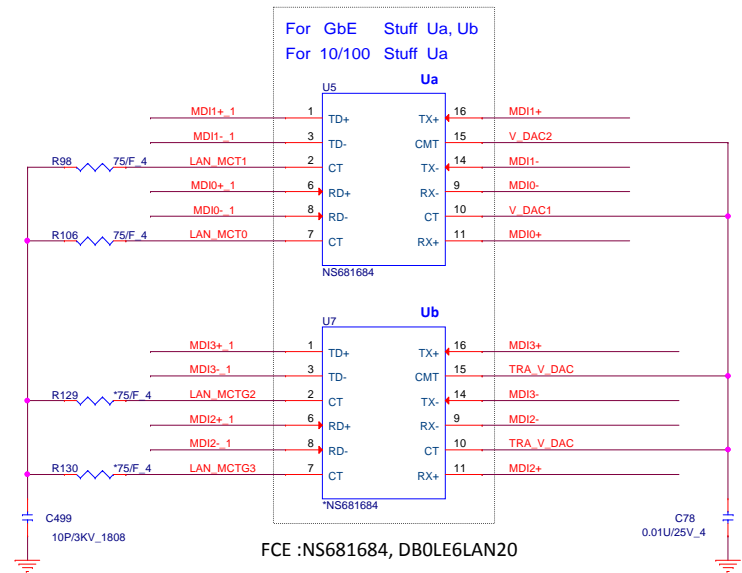 For GbE Stuff Ua, Ub
For 10/100 Stuff Ua
Ua
U5
MDI1+_1 1 TD+ TX+ 16 MDI1+
MDI1-_1 3 TD- CMT 15 V_DAC2
R98 75/F_4 LAN_MCT1 2 CT TX- 14 MDI1-
MDI0+_1 6 RD+ RX- 9 MDI0-
MDI0-_1 8 RD- CT 10 V_DAC1
R106 75/F_4 LAN_MCT0 7 CT RX+ 11 MDI0+
NS681684
Ub
U7
MDI3+_1 1 TD+ TX+ 16 MDI3+
MDI3-_1 3 TD- CMT 15 TRA_V_DAC
R129 *75/F_4 LAN_MCTG2 2 CT TX- 14 MDI3-
MDI2+_1 6 RD+ RX- 9 MDI2-
MDI2-_1 8 RD- CT 10 TRA_V_DAC
R130 *75/F_4 LAN_MCTG3 7 CT RX+ 11 MDI2+
*NS681684
C499
10P/3KV_1808
C78
0.01U/25V_4
FCE :NS681684, DB0LE6LAN20